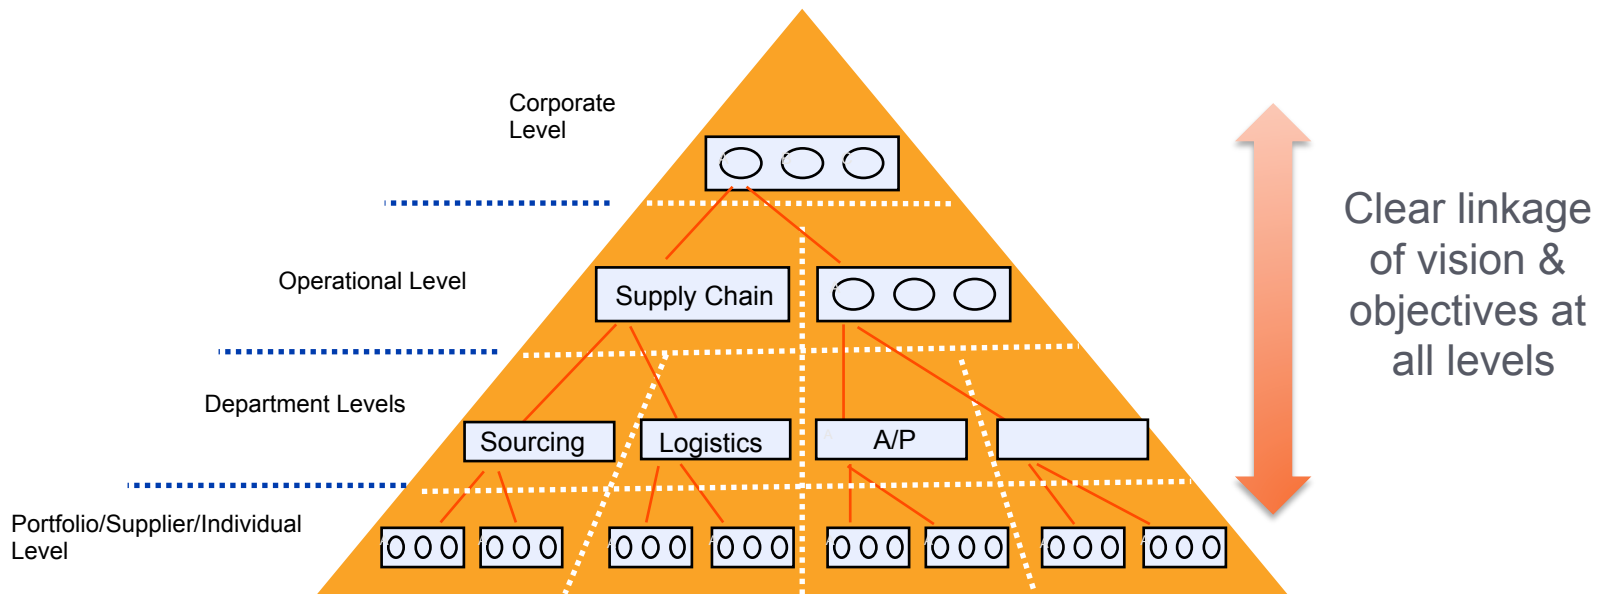 Corporate
Level
Operational Level
Supply Chain
Department Levels
Sourcing
Logistics
A/P
Portfolio/Supplier/Individual
Level
Clear linkage
of vision &
objectives at
all levels